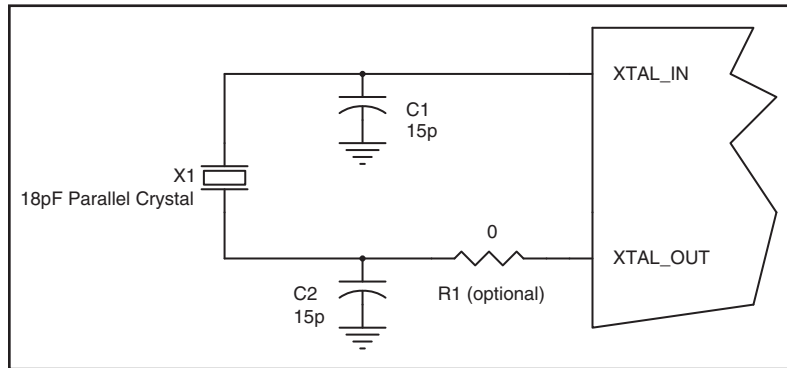 XTAL_IN
C1
15p
X1
18pF Parallel Crystal
0
XTAL_OUT
R1 (optional)
C2
15p